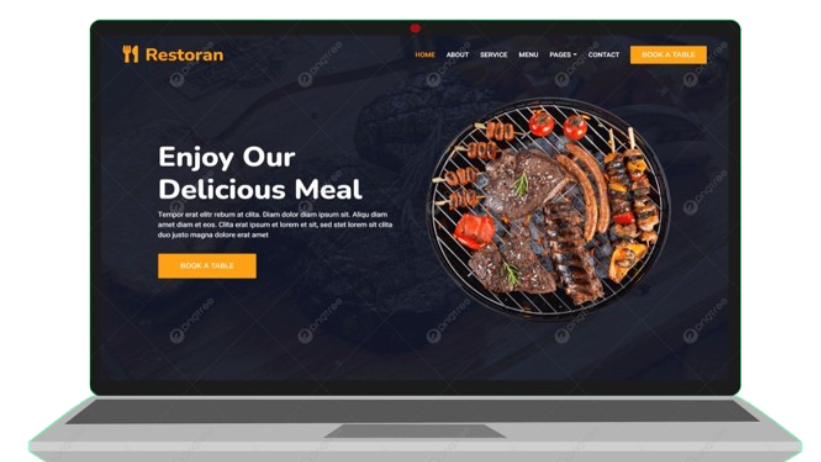 Restoran
HOME ABOUT SERVICE MENU PAGES CONTACT BOOK A TABLE
Enjoy Our
Delicious Meal
Tempor erat elitr rebum at clita. Diam dolor diam ipsum sit. Aliqu diam
amet diam et eos. Clita erat ipsum et lorem et sit, sed stet lorem sit clita
duo justo magna dolore erat amet
BOOK A TABLE
pngtree